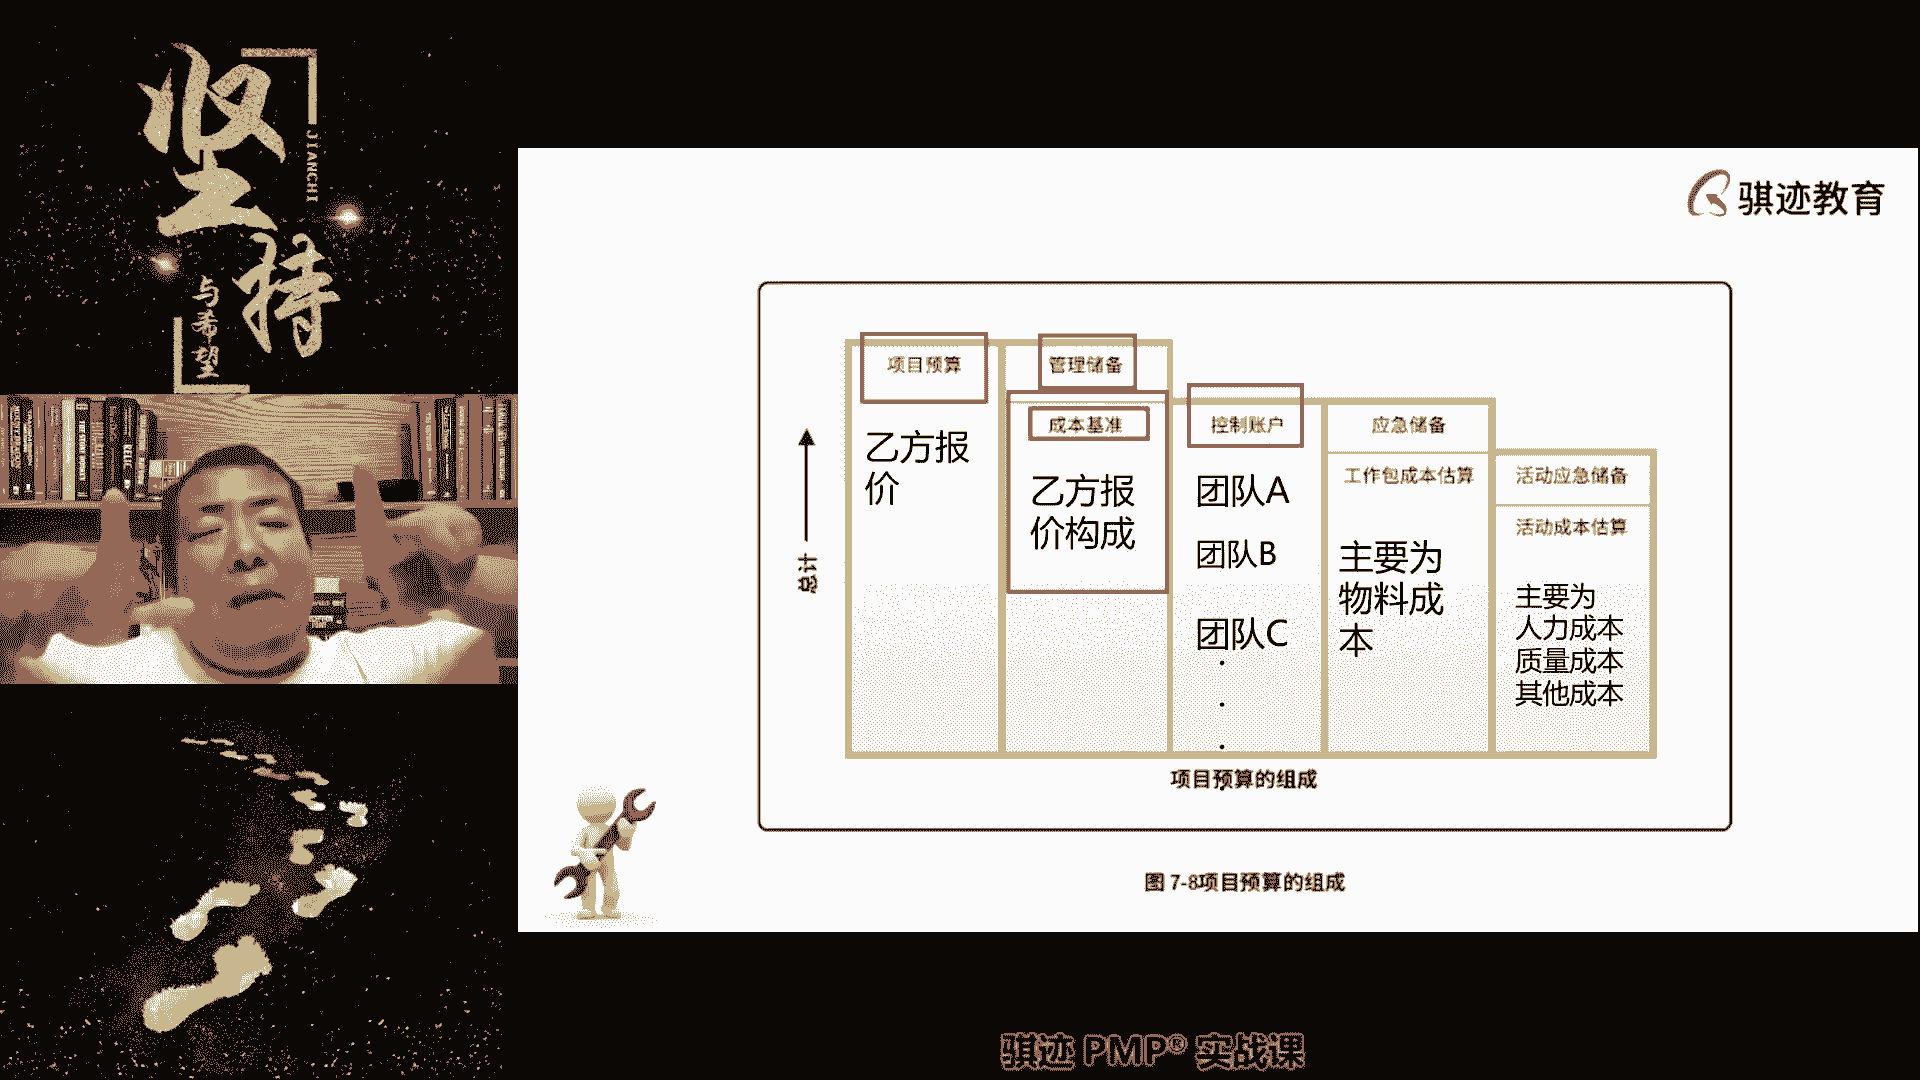 坚
持
JIANCHI
与
希
望
骐迹教育
项目预算
管理储备
成本基准
控制账户
应急储备
工作包成本估算
活动应急储备
活动成本估算
乙方报
价
乙方报
价构成
团队A
团队B
团队C
主要为
物料成
本
主要为
人力成本
质量成本
其他成本
总计
项目预算的组成
图 7-8项目预算的组成
骐迹 PMP® 实战课